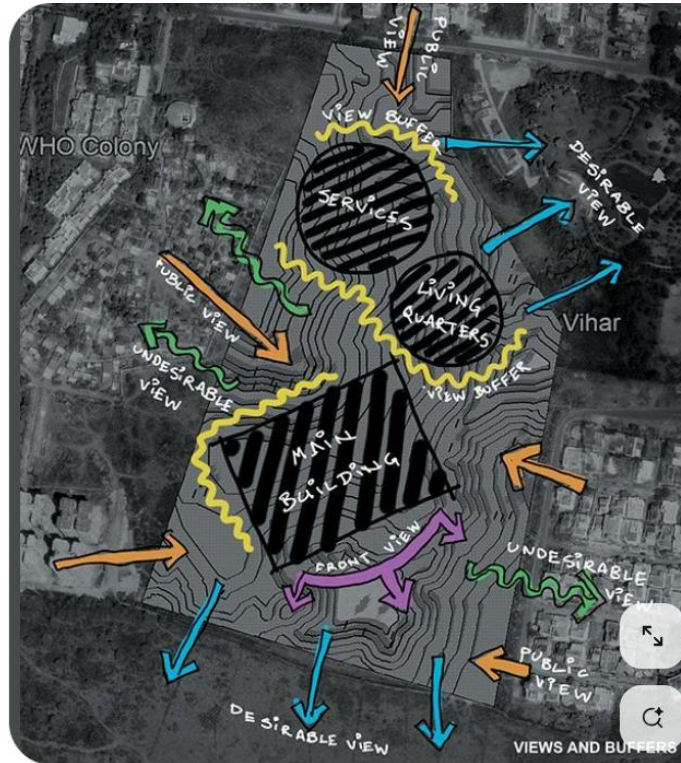 PUBLIC
VIEW
VIEW BUFFER
WHO Colony
DESIRABLE
VIEW
SERVICES
LIVING
QUARTERS
PUBLIC VIEW
Vihar
UNDESIRABLE
VIEW
VIEW BUFFER
MAIN
BUILDING
FRONT VIEW
UNDESIRABLE
VIEW
PUBLIC
VIEW
DESIRABLE VIEW
VIEWS AND BUFFERS